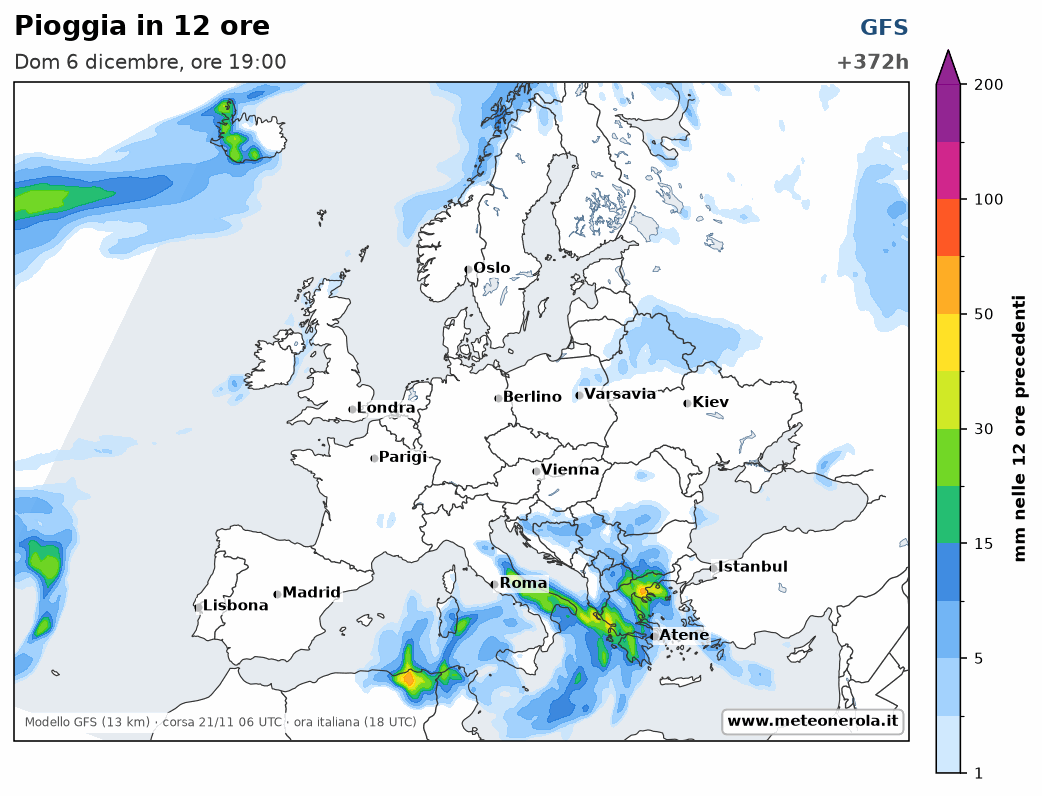 Pioggia in 12 ore
GFS
Dom 6 dicembre, ore 19:00
+372h
200
100
50
30
15
5
1
mm nelle 12 ore precedenti
Oslo
Londra
Berlino
Varsavia
Kiev
Parigi
Vienna
Istanbul
Roma
Madrid
Lisbona
Atene
Modello GFS (13 km) · corsa 21/11 06 UTC · ora italiana (18 UTC)
www.meteonerola.it